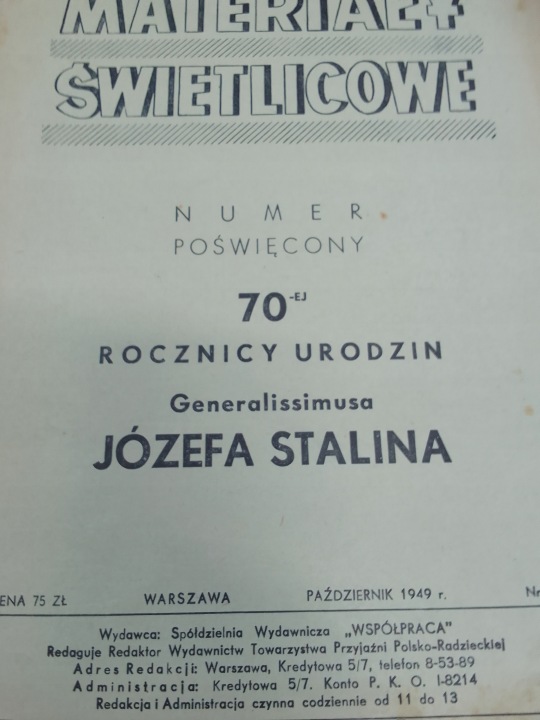 MATERIAŁY
ŚWIETLICOWE
NUMER
POŚWIĘCONY
70-EJ
ROCZNICY URODZIN
Generalissimusa
JÓZEFA STALINA
ENA 75 ZŁ WARSZAWA PAŹDZIERNIK 1949 r. Nr
Wydawca: Spółdzielnia Wydawnicza „WSPÓŁPRACA”
Redaguje Redaktor Wydawnictw Towarzystwa Przyjaźni Polsko-Radzieckiej
Adres Redakcji: Warszawa, Kredytowa 5/7, telefon 8-53-89
Administracja: Kredytowa 5/7. Konto P. K. O. I-8214
Redakcja i Administracja czynna codziennie od 11 do 13